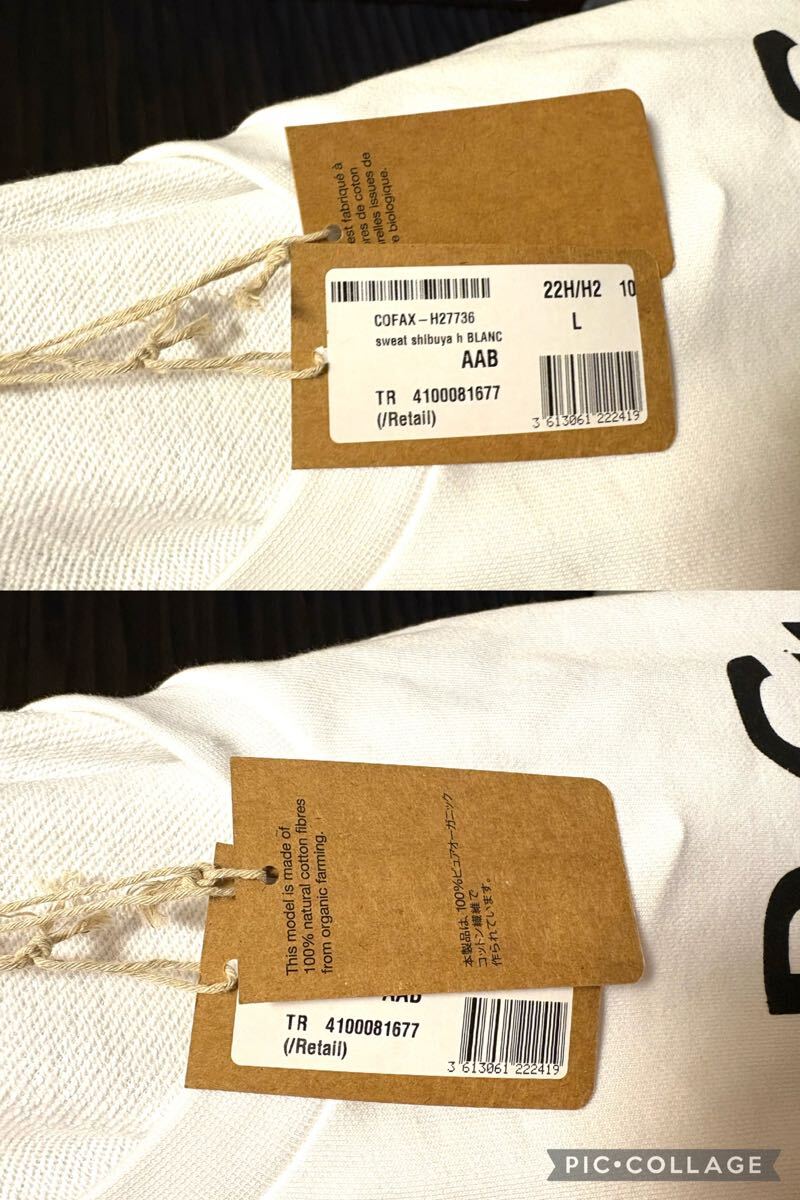 est fabriqué à
res de coton
relles issues de
e biologique.
22H/H2 10
COFAX-H27736
L
sweat shibuya h BLANC
AAB
TR 4100081677
(/Retail)
3 613061 222419
This model is made of
100% natural cotton fibres
from organic farming.
本製品は、100%ピュアオーガニック
コットン繊維で
作られています。
AAB
TR 4100081677
(/Retail)
3 613061 222419
PIC•COLLAGE